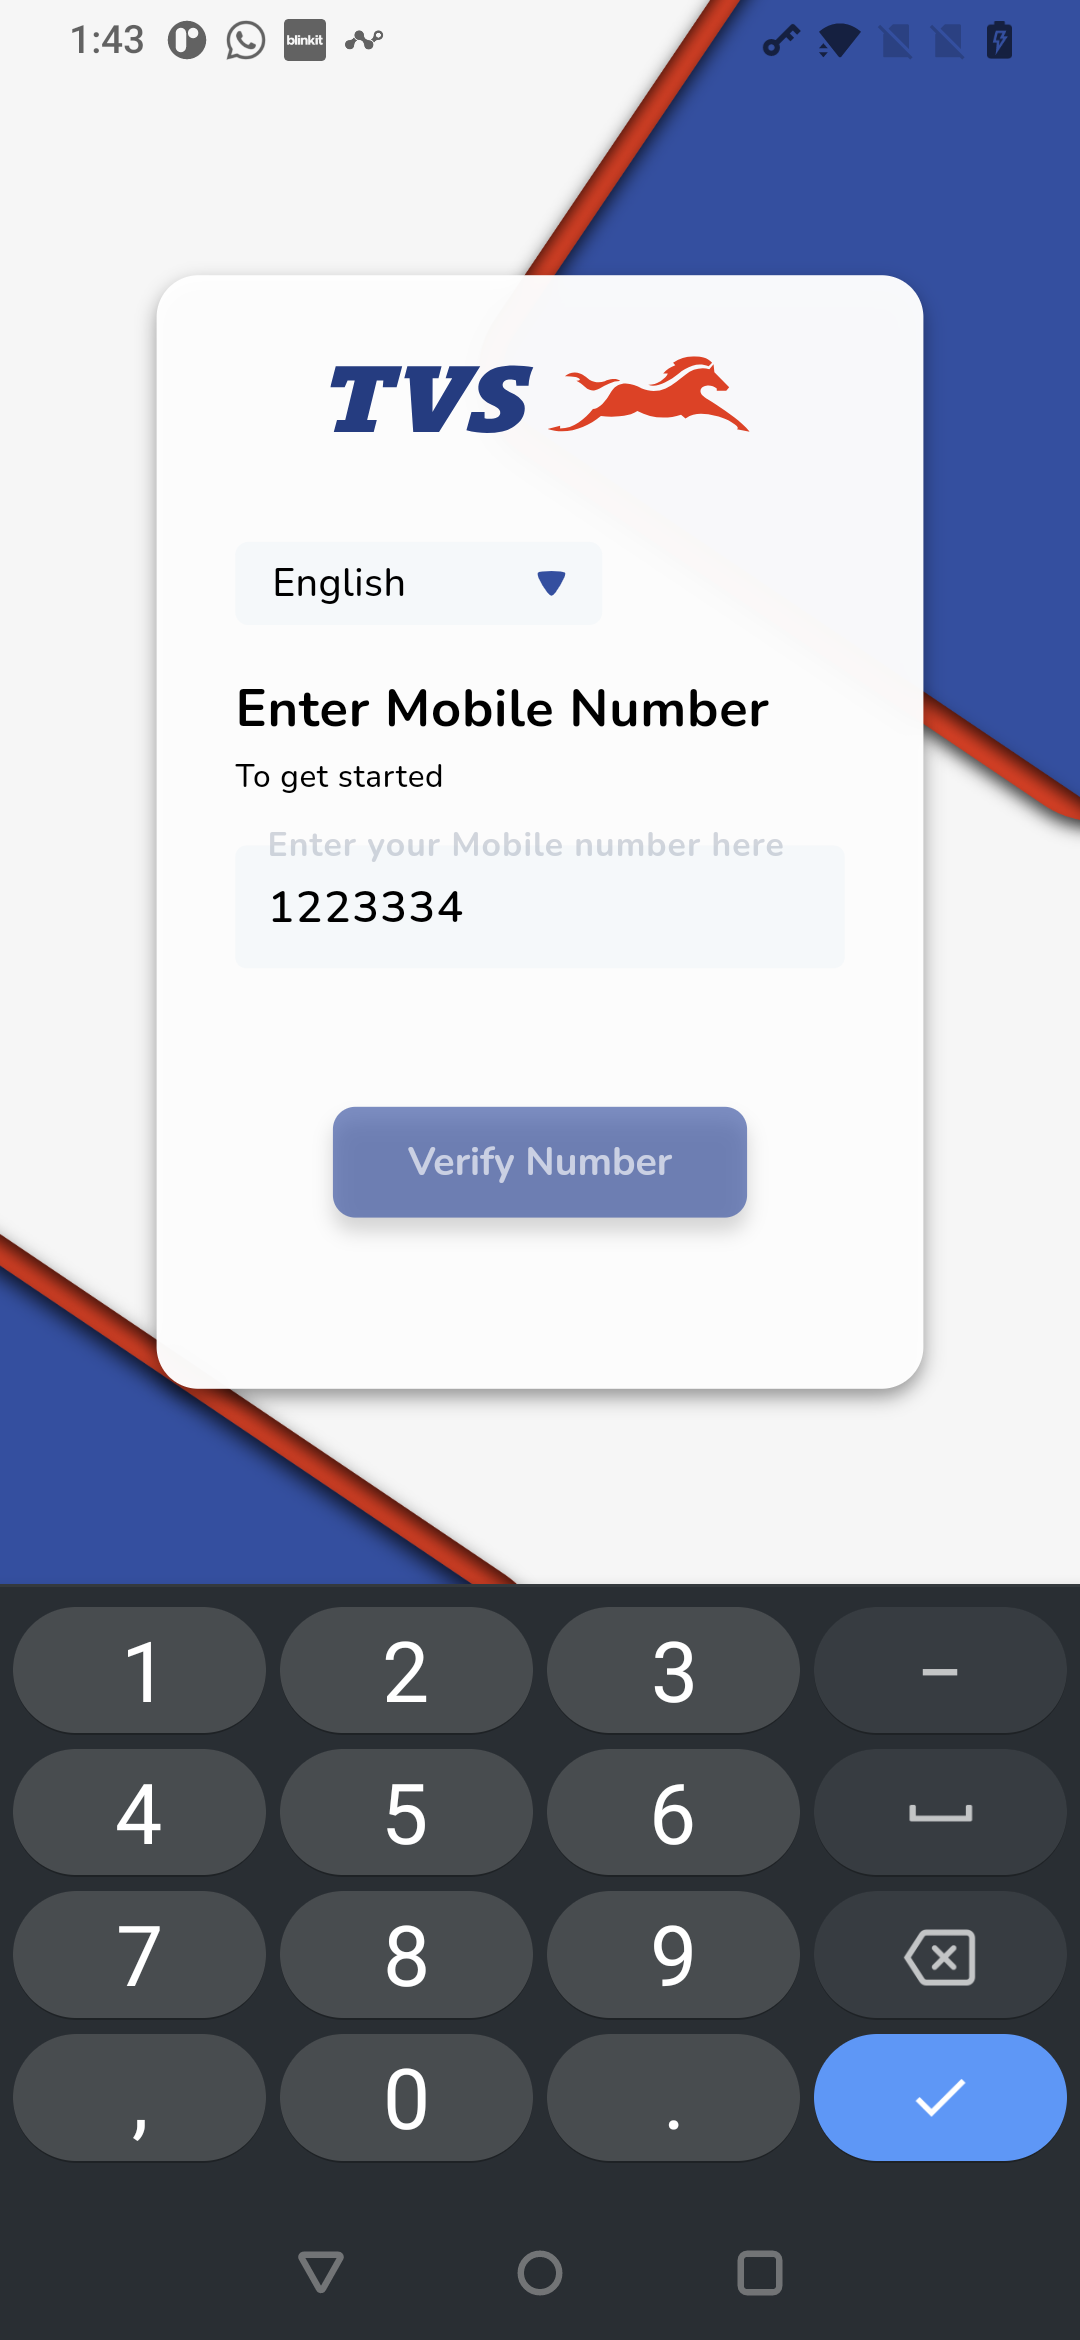 1:43
blinkit
TVS
English
Enter Mobile Number
To get started
Enter your Mobile number here
1223334
Verify Number
1 2 3 –
4 5 6
7 8 9
, 0 .